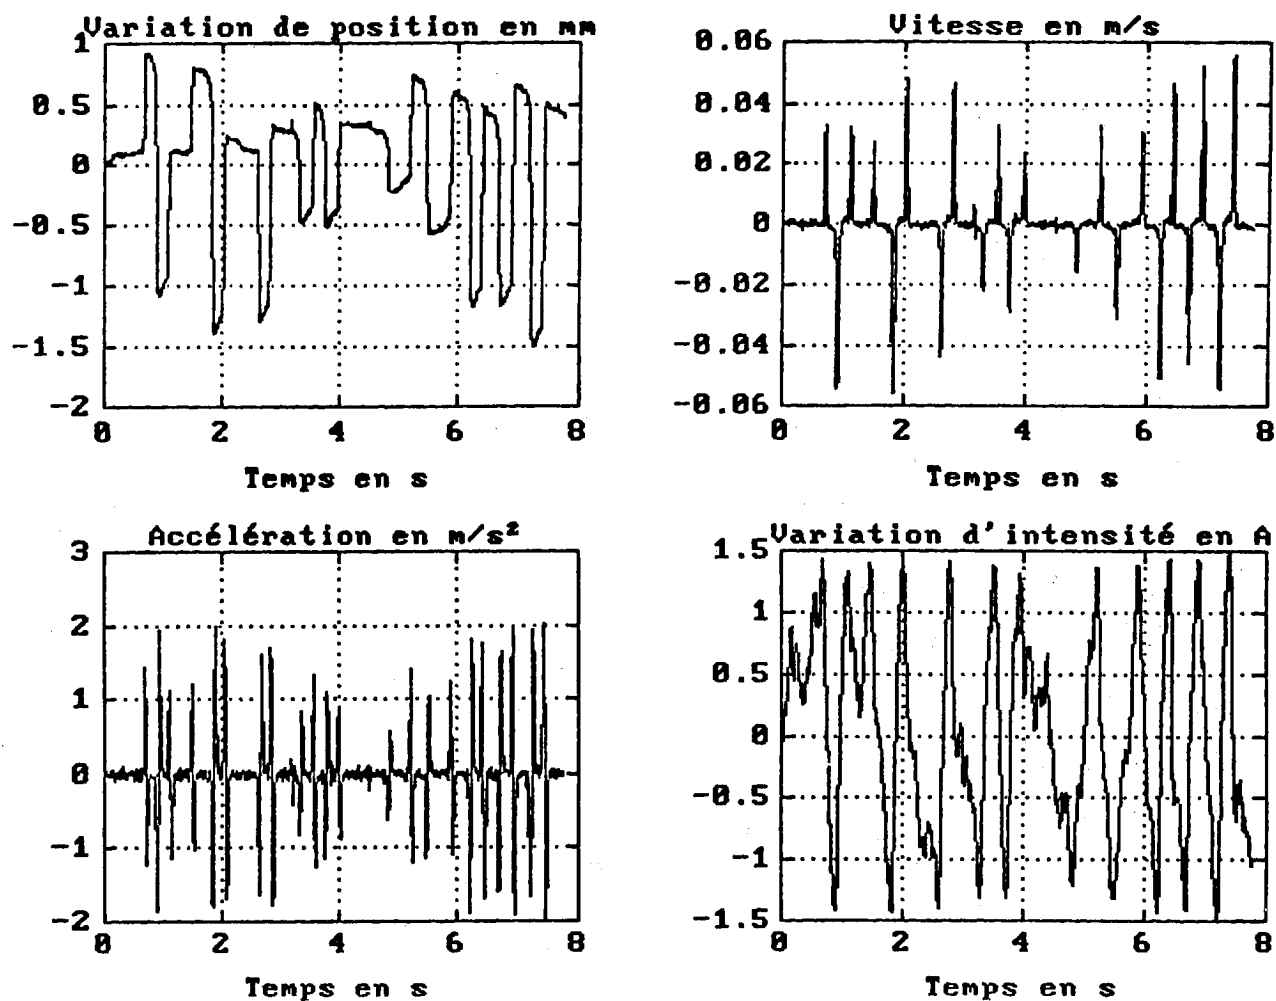 Variation de position en mm
1
0.5
0
-0.5
-1
-1.5
-2
0 2 4 6 8
Temps en s
Vitesse en m/s
0.06
0.04
0.02
0
-0.02
-0.04
-0.06
0 2 4 6 8
Temps en s
Accélération en m/s²
3
2
1
0
-1
-2
0 2 4 6 8
Temps en s
Variation d'intensité en A
1.5
1
0.5
0
-0.5
-1
-1.5
0 2 4 6 8
Temps en s